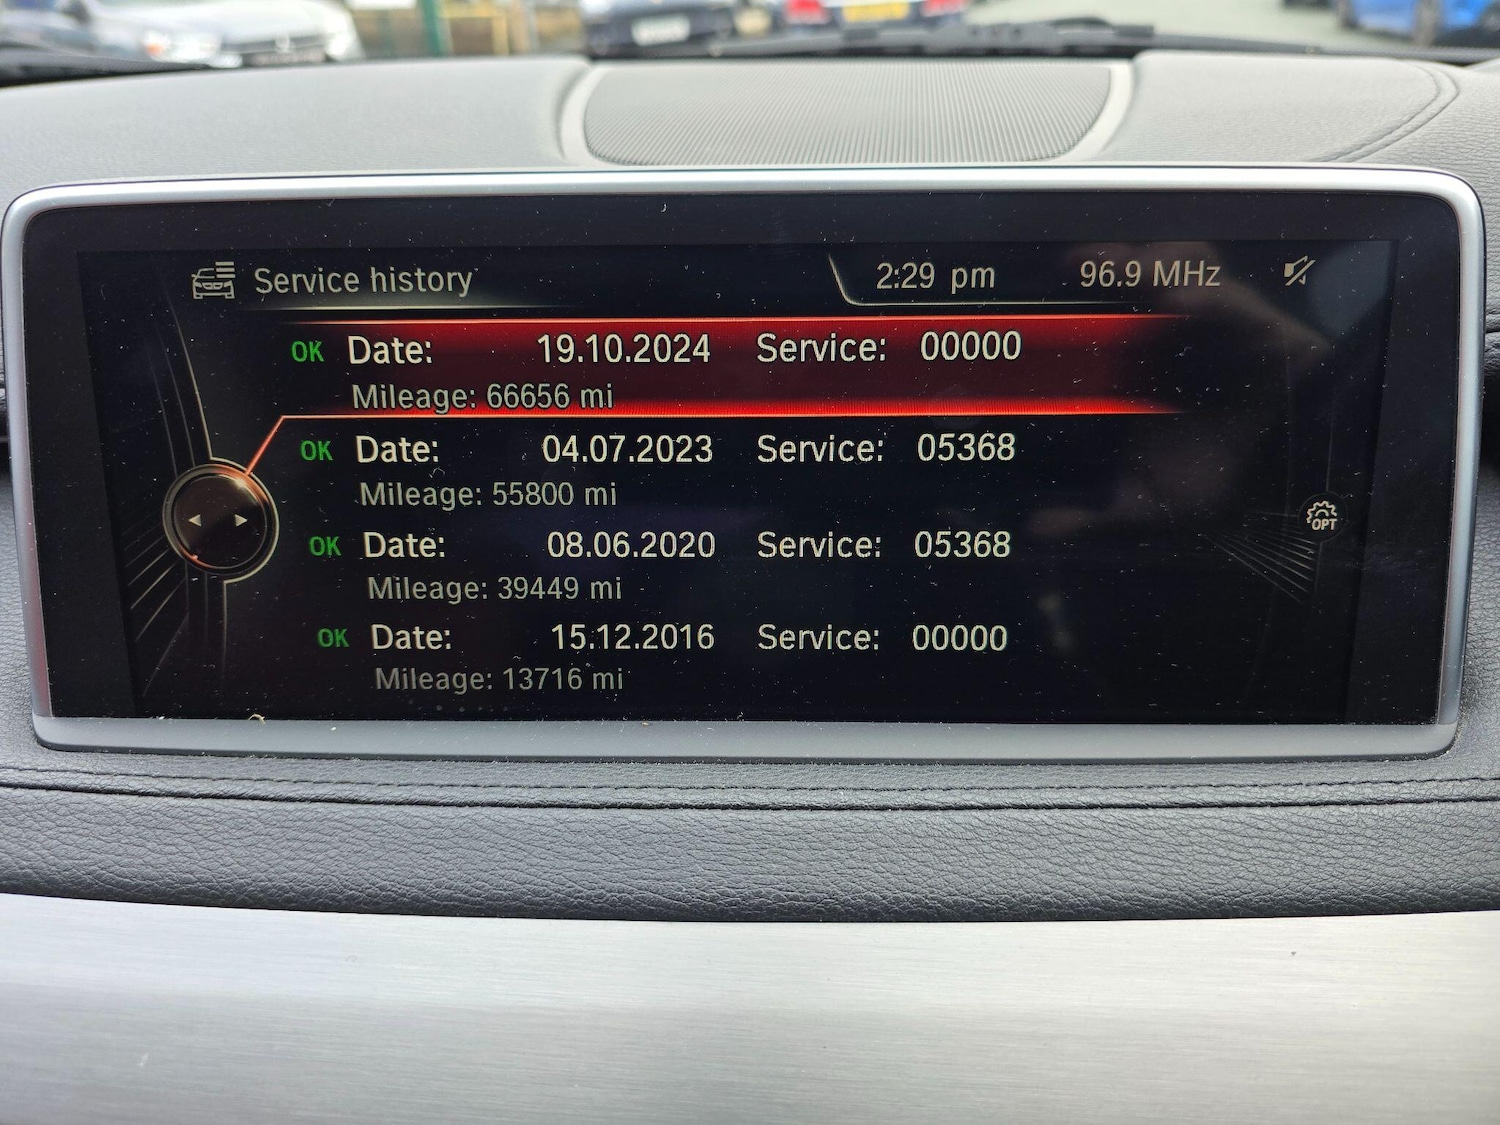 Service history 2:29 pm 96.9 MHz
OK Date: 19.10.2024 Service: 00000
Mileage: 66656 mi
OK Date: 04.07.2023 Service: 05368
Mileage: 55800 mi
OPT
OK Date: 08.06.2020 Service: 05368
Mileage: 39449 mi
OK Date: 15.12.2016 Service: 00000
Mileage: 13716 mi